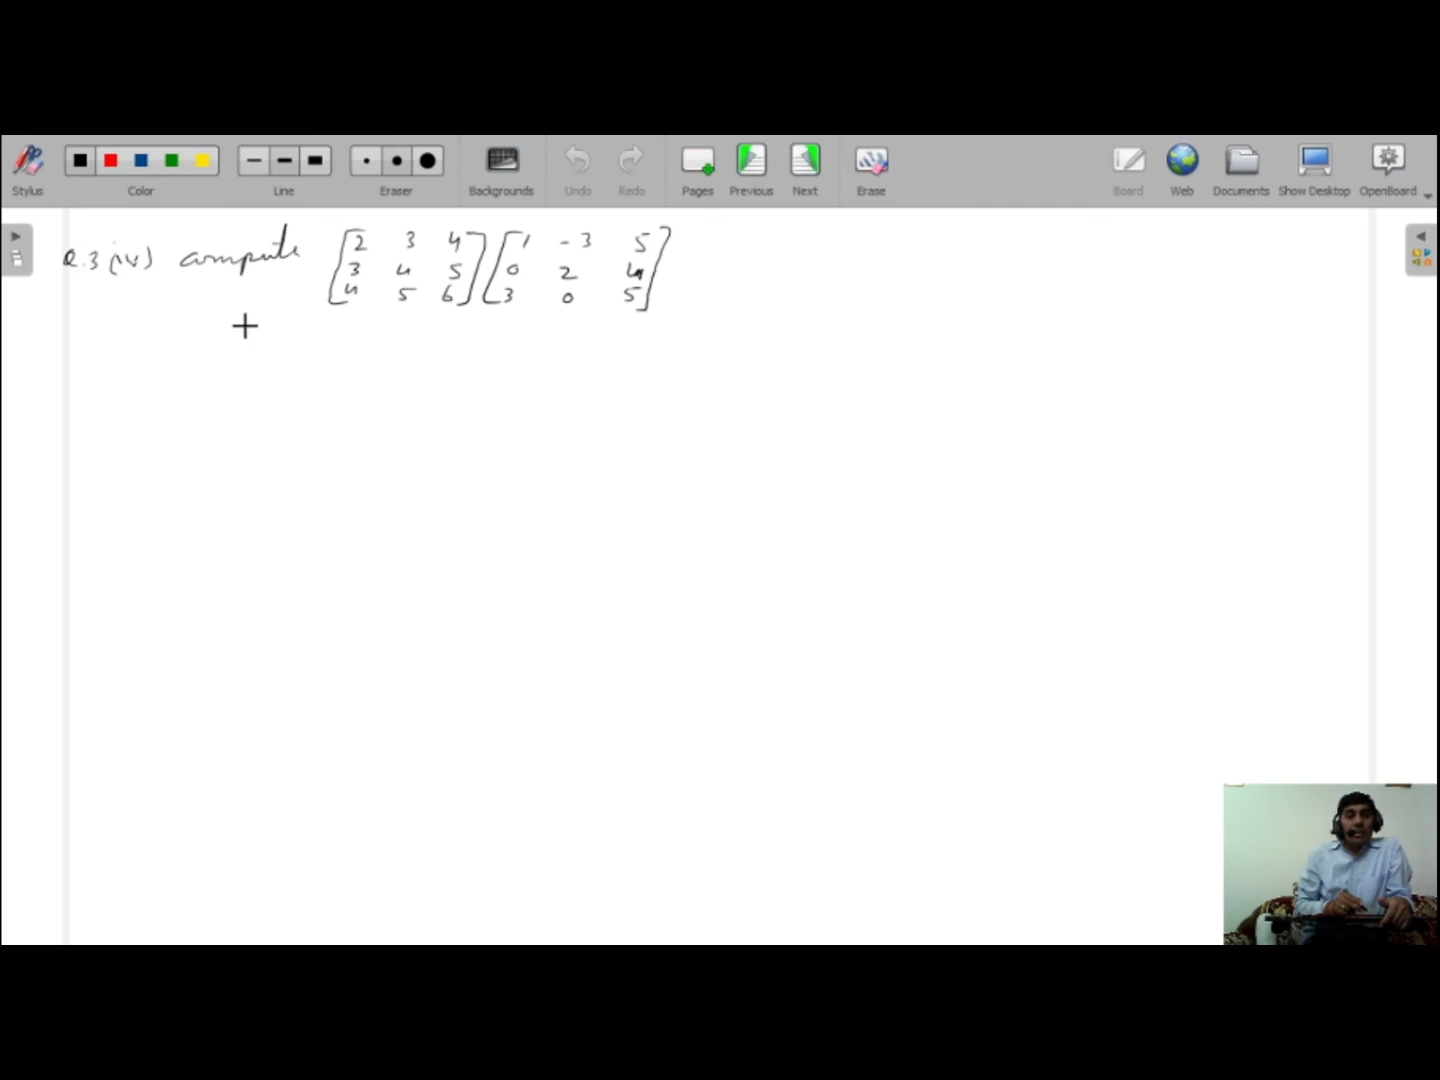 Stylus Color Line Eraser Backgrounds Undo Redo Pages Previous Next Erase Board Web Documents Show Desktop OpenBoard
Q.3 (iv) compute [2 3 4] [1 -3 5]
[3 4 5] [0 2 4]
[4 5 6] [3 0 5]